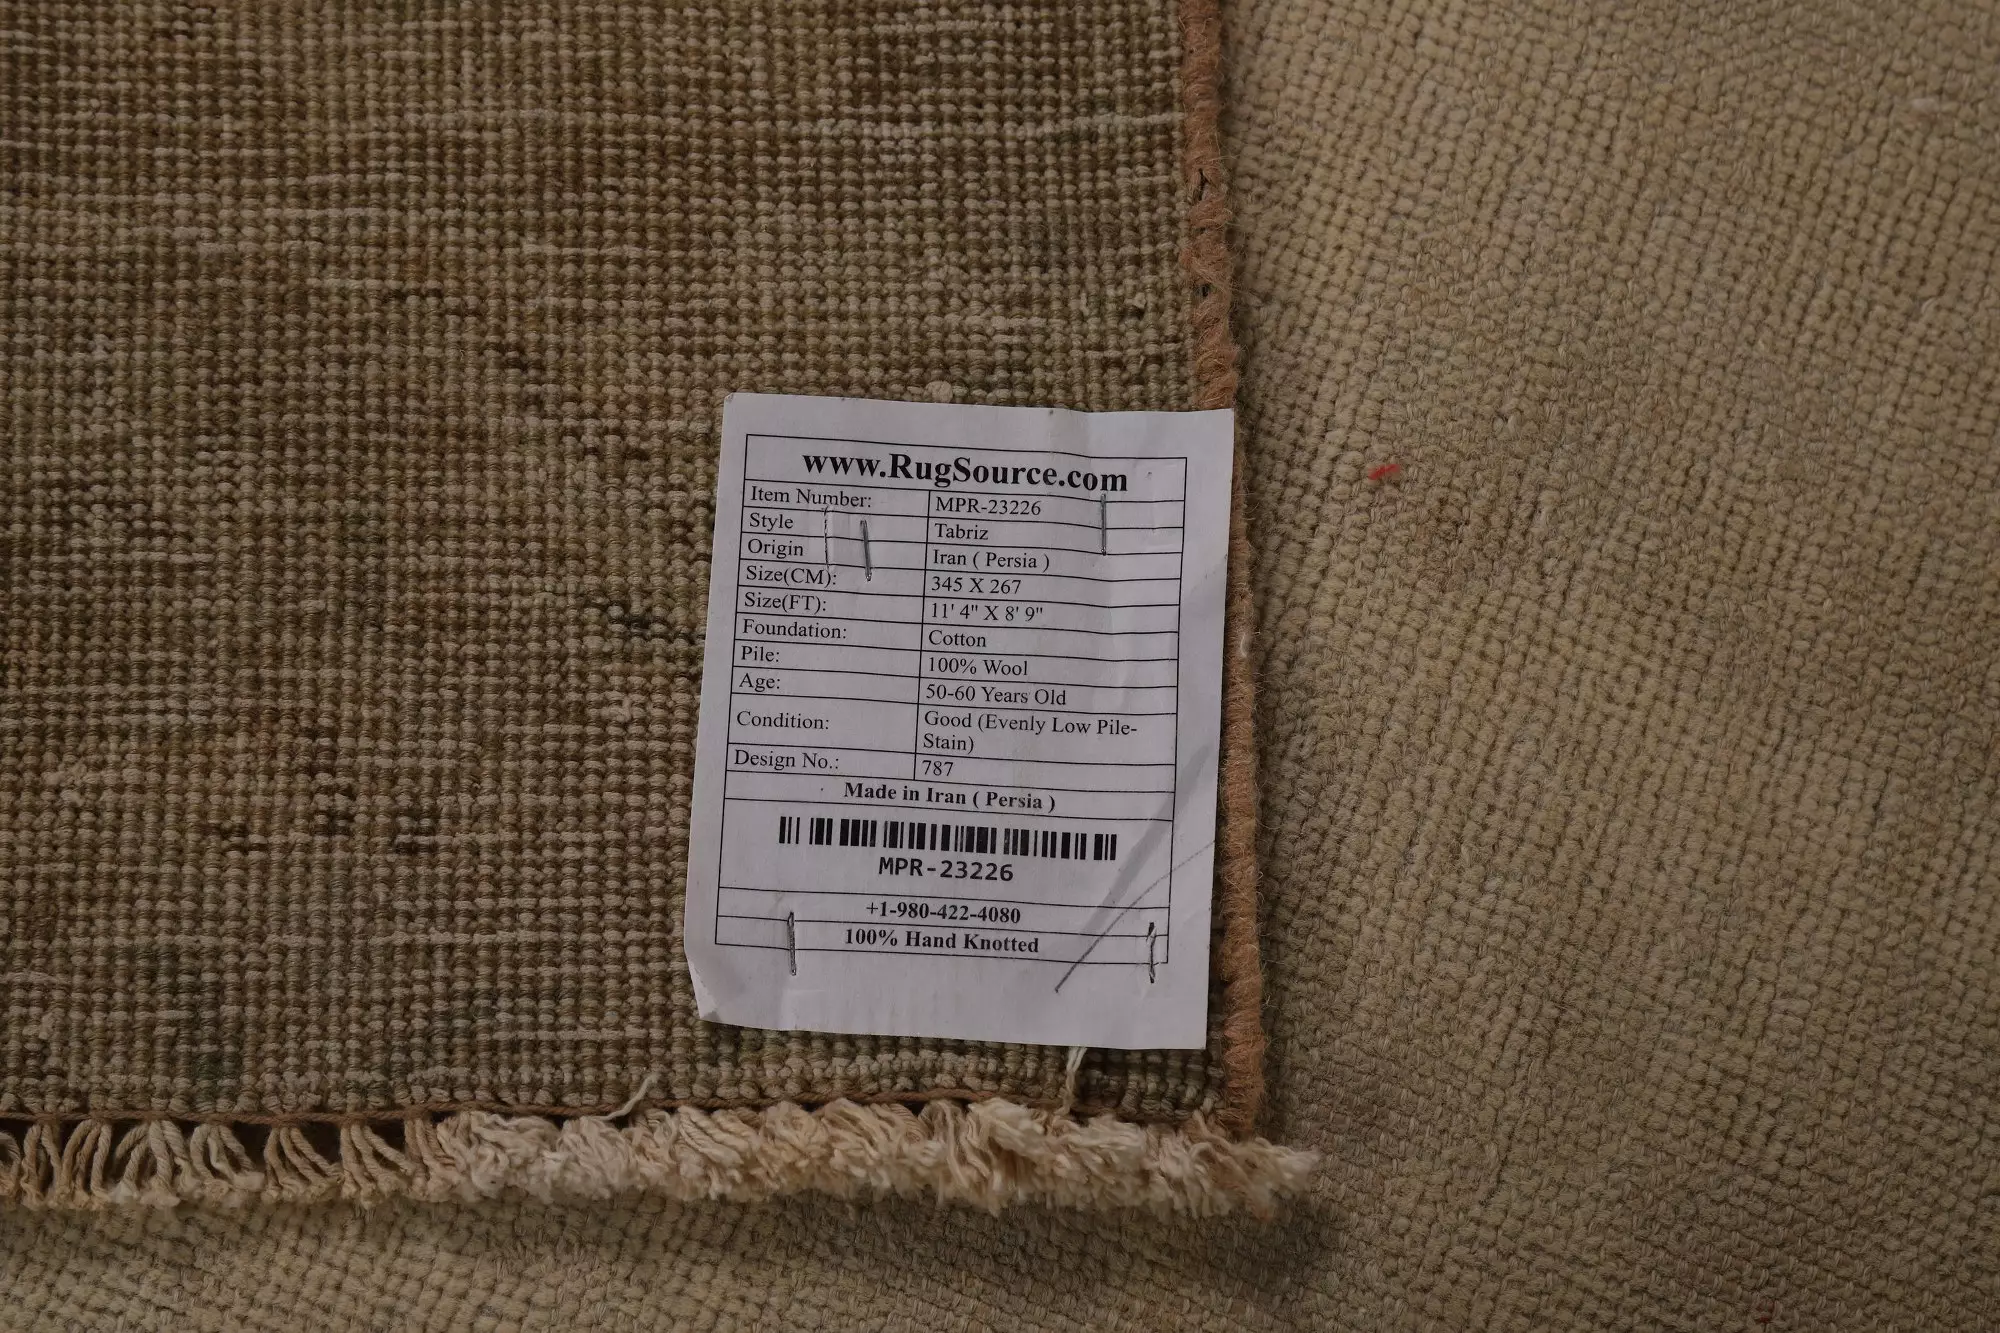 www.RugSource.com
Item Number: MPR-23226
Style Tabriz
Origin Iran ( Persia )
Size(CM): 345 X 267
Size(FT): 11' 4" X 8' 9"
Foundation: Cotton
Pile: 100% Wool
Age: 50-60 Years Old
Condition: Good (Evenly Low Pile-
Stain)
Design No.: 787
Made in Iran ( Persia )
MPR-23226
+1-980-422-4080
100% Hand Knotted